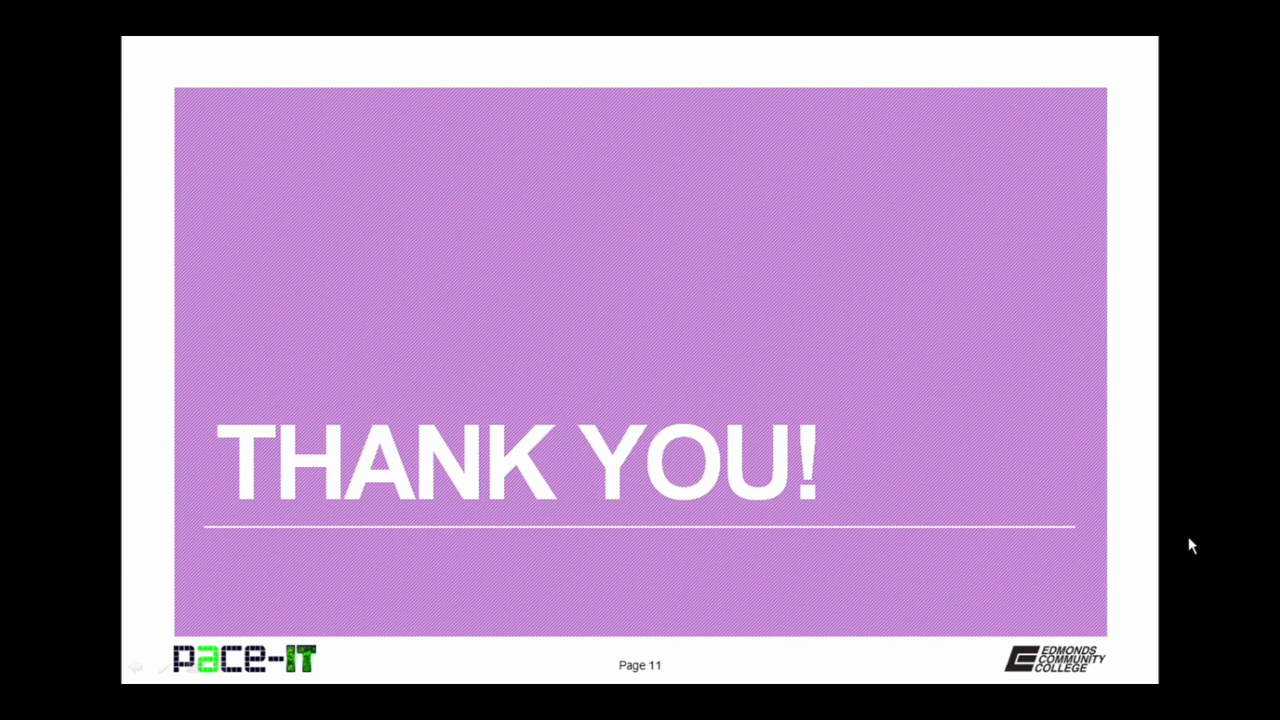 THANK YOU!
pace-IT
Page 11
EDMONDS
COMMUNITY
COLLEGE